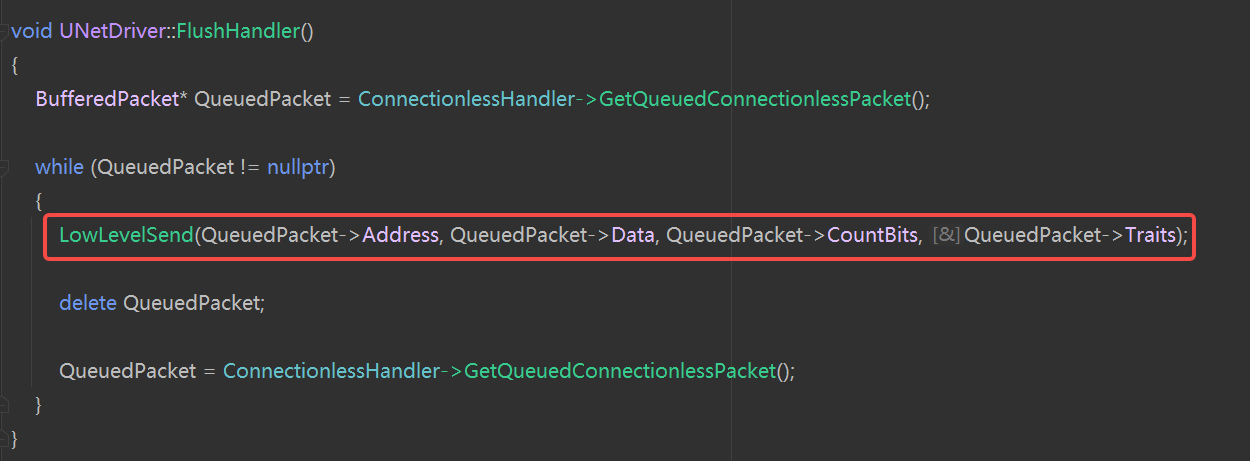 void UNetDriver::FlushHandler()
{
BufferedPacket* QueuedPacket = ConnectionlessHandler->GetQueuedConnectionlessPacket();
while (QueuedPacket != nullptr)
{
LowLevelSend(QueuedPacket->Address, QueuedPacket->Data, QueuedPacket->CountBits, [&]QueuedPacket->Traits);
delete QueuedPacket;
QueuedPacket = ConnectionlessHandler->GetQueuedConnectionlessPacket();
}
}